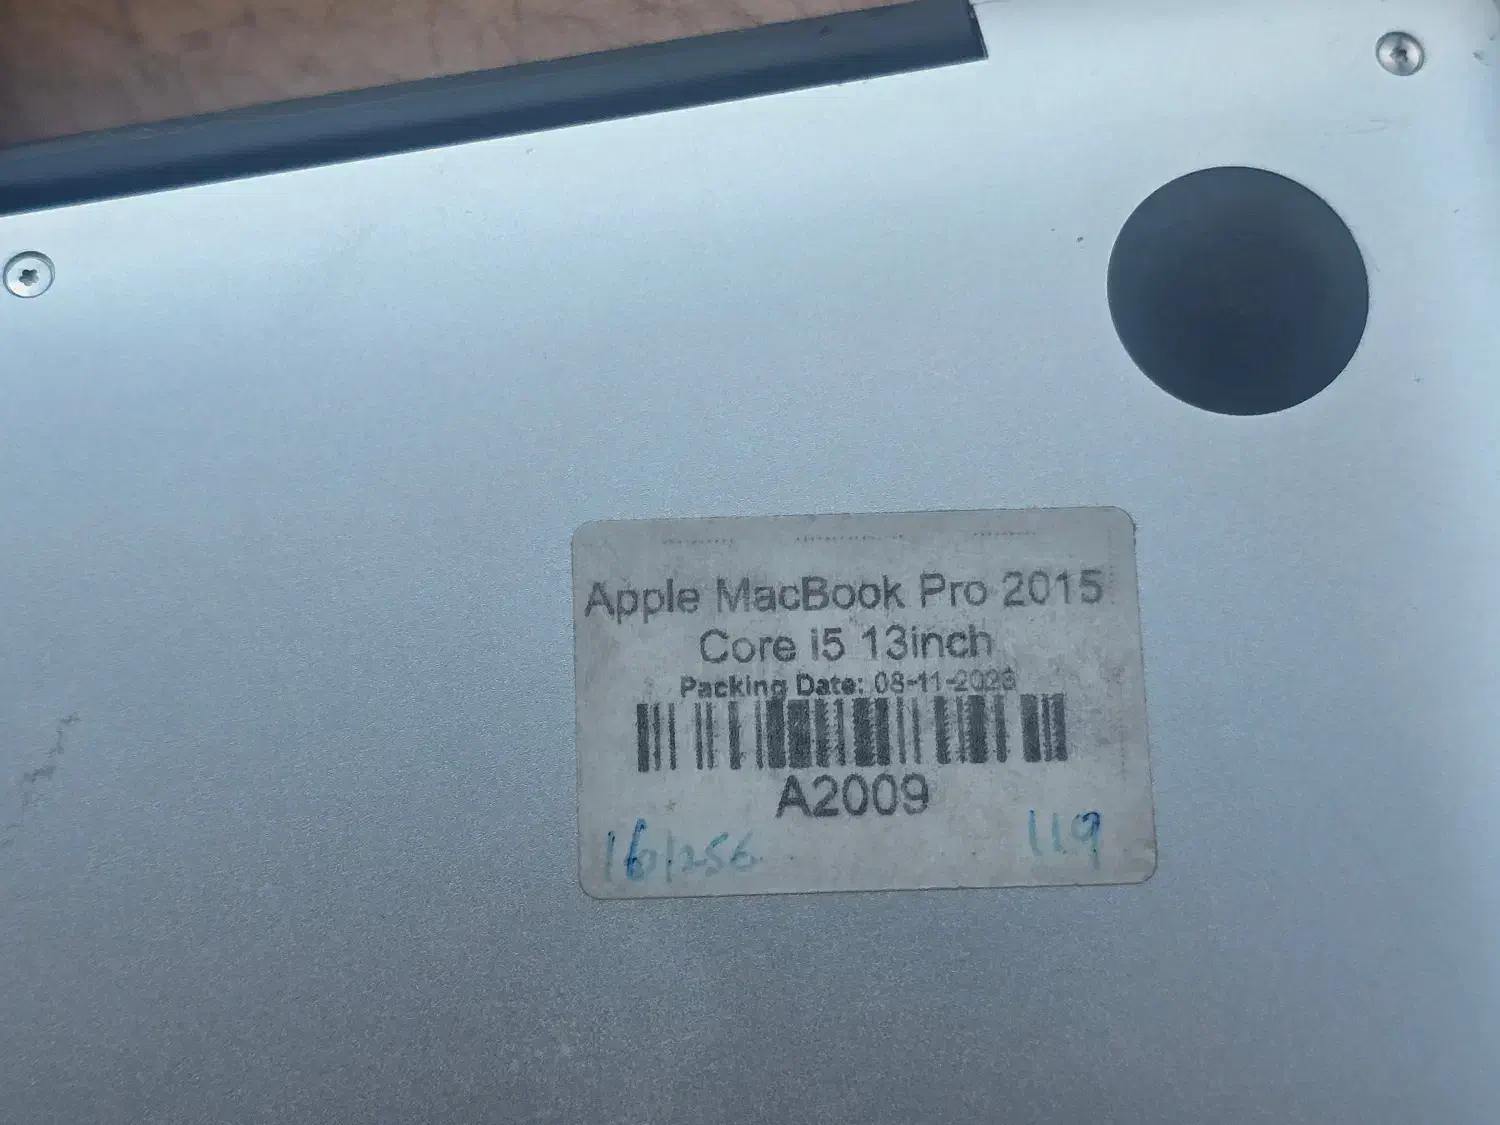 Apple MacBook Pro 2015
Core i5 13inch
Packing Date: 08-11-2023
A2009
16/256
119